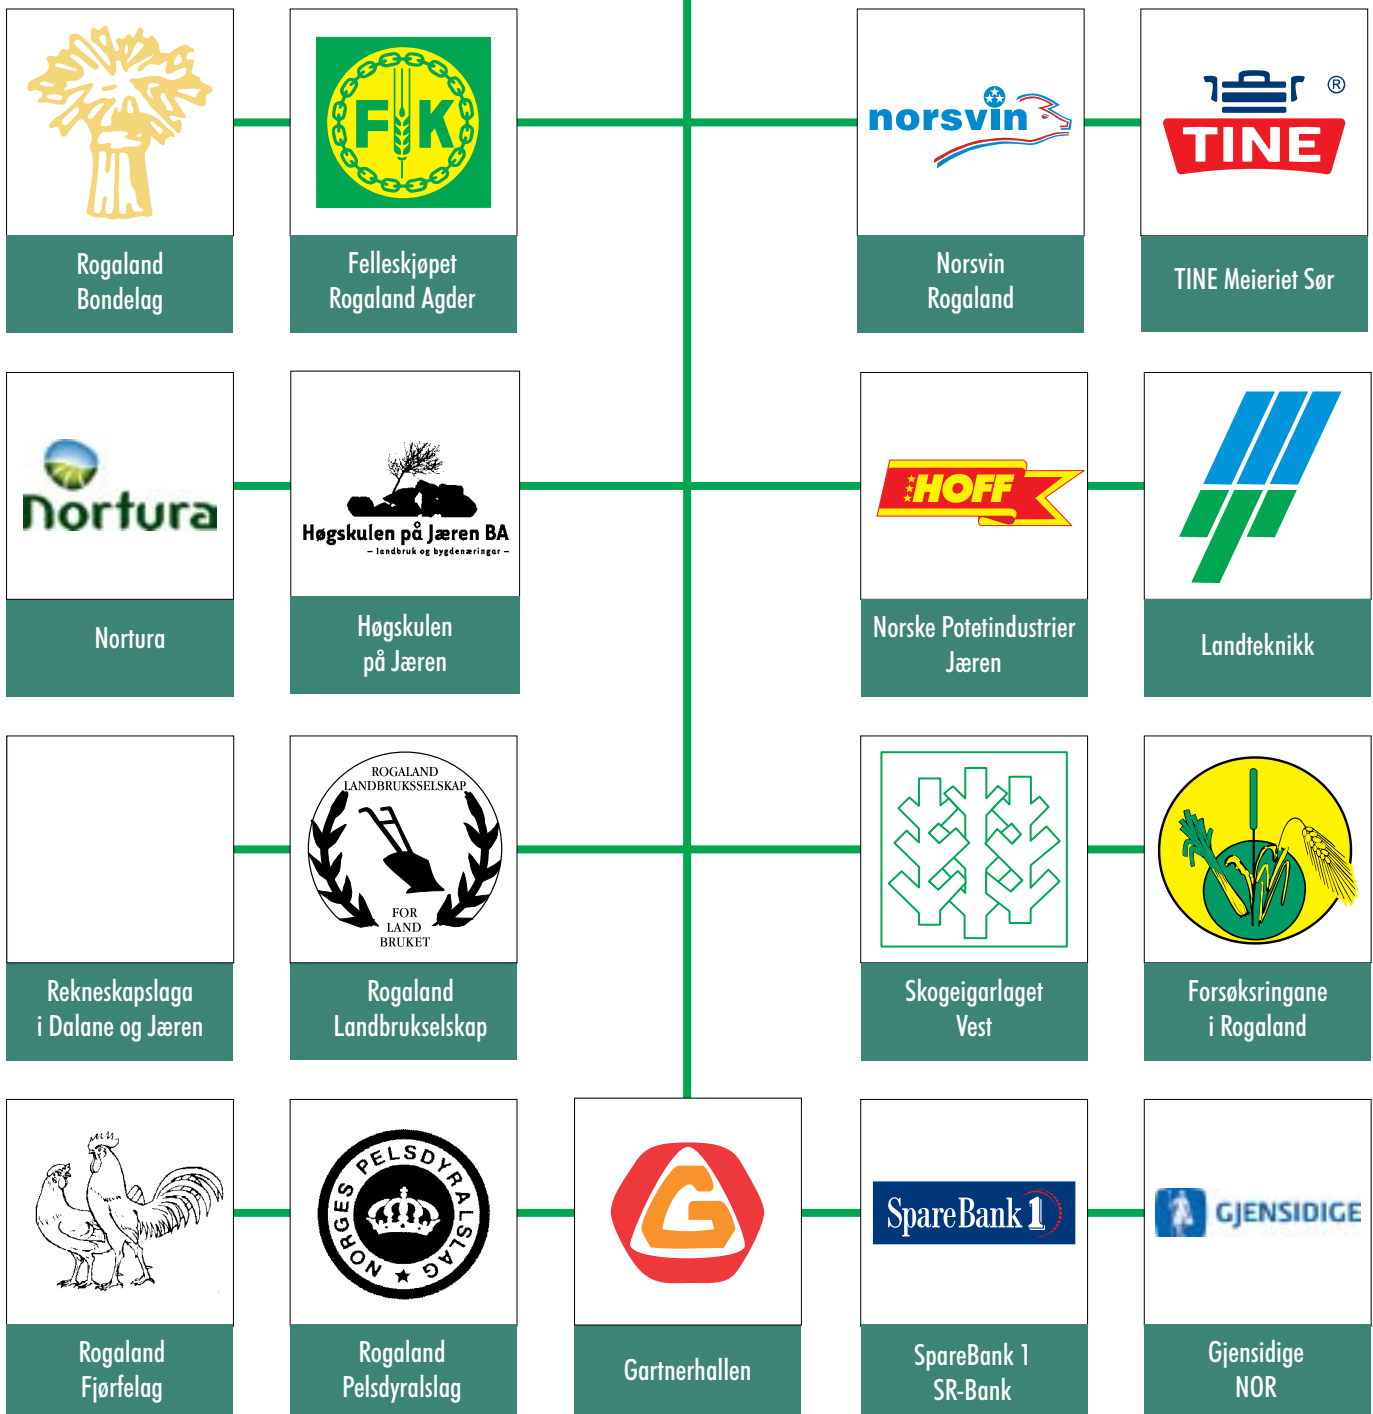 F K
norsvin
TINE
®
Rogaland
Bondelag
Felleskjøpet
Rogaland Agder
Norsvin
Rogaland
TINE Meieriet Sør
nortura
Høgskulen på Jæren BA
– landbruk og bygdenæringar –
HOFF
Nortura
Høgskulen
på Jæren
Norske Potetindustrier
Jæren
Landteknikk
ROGALAND
LANDBRUKSSELSKAP
FOR
LAND
BRUKET
Rekneskapslaga
i Dalane og Jæren
Rogaland
Landbrukselskap
Skogeigarlaget
Vest
Forsøksringane
i Rogaland
NORGES PELSDYRALSLAG
G
SpareBank 1
GJENSIDIGE
Rogaland
Fjørfelag
Rogaland
Pelsdyralslag
Gartnerhallen
SpareBank 1
SR-Bank
Gjensidige
NOR